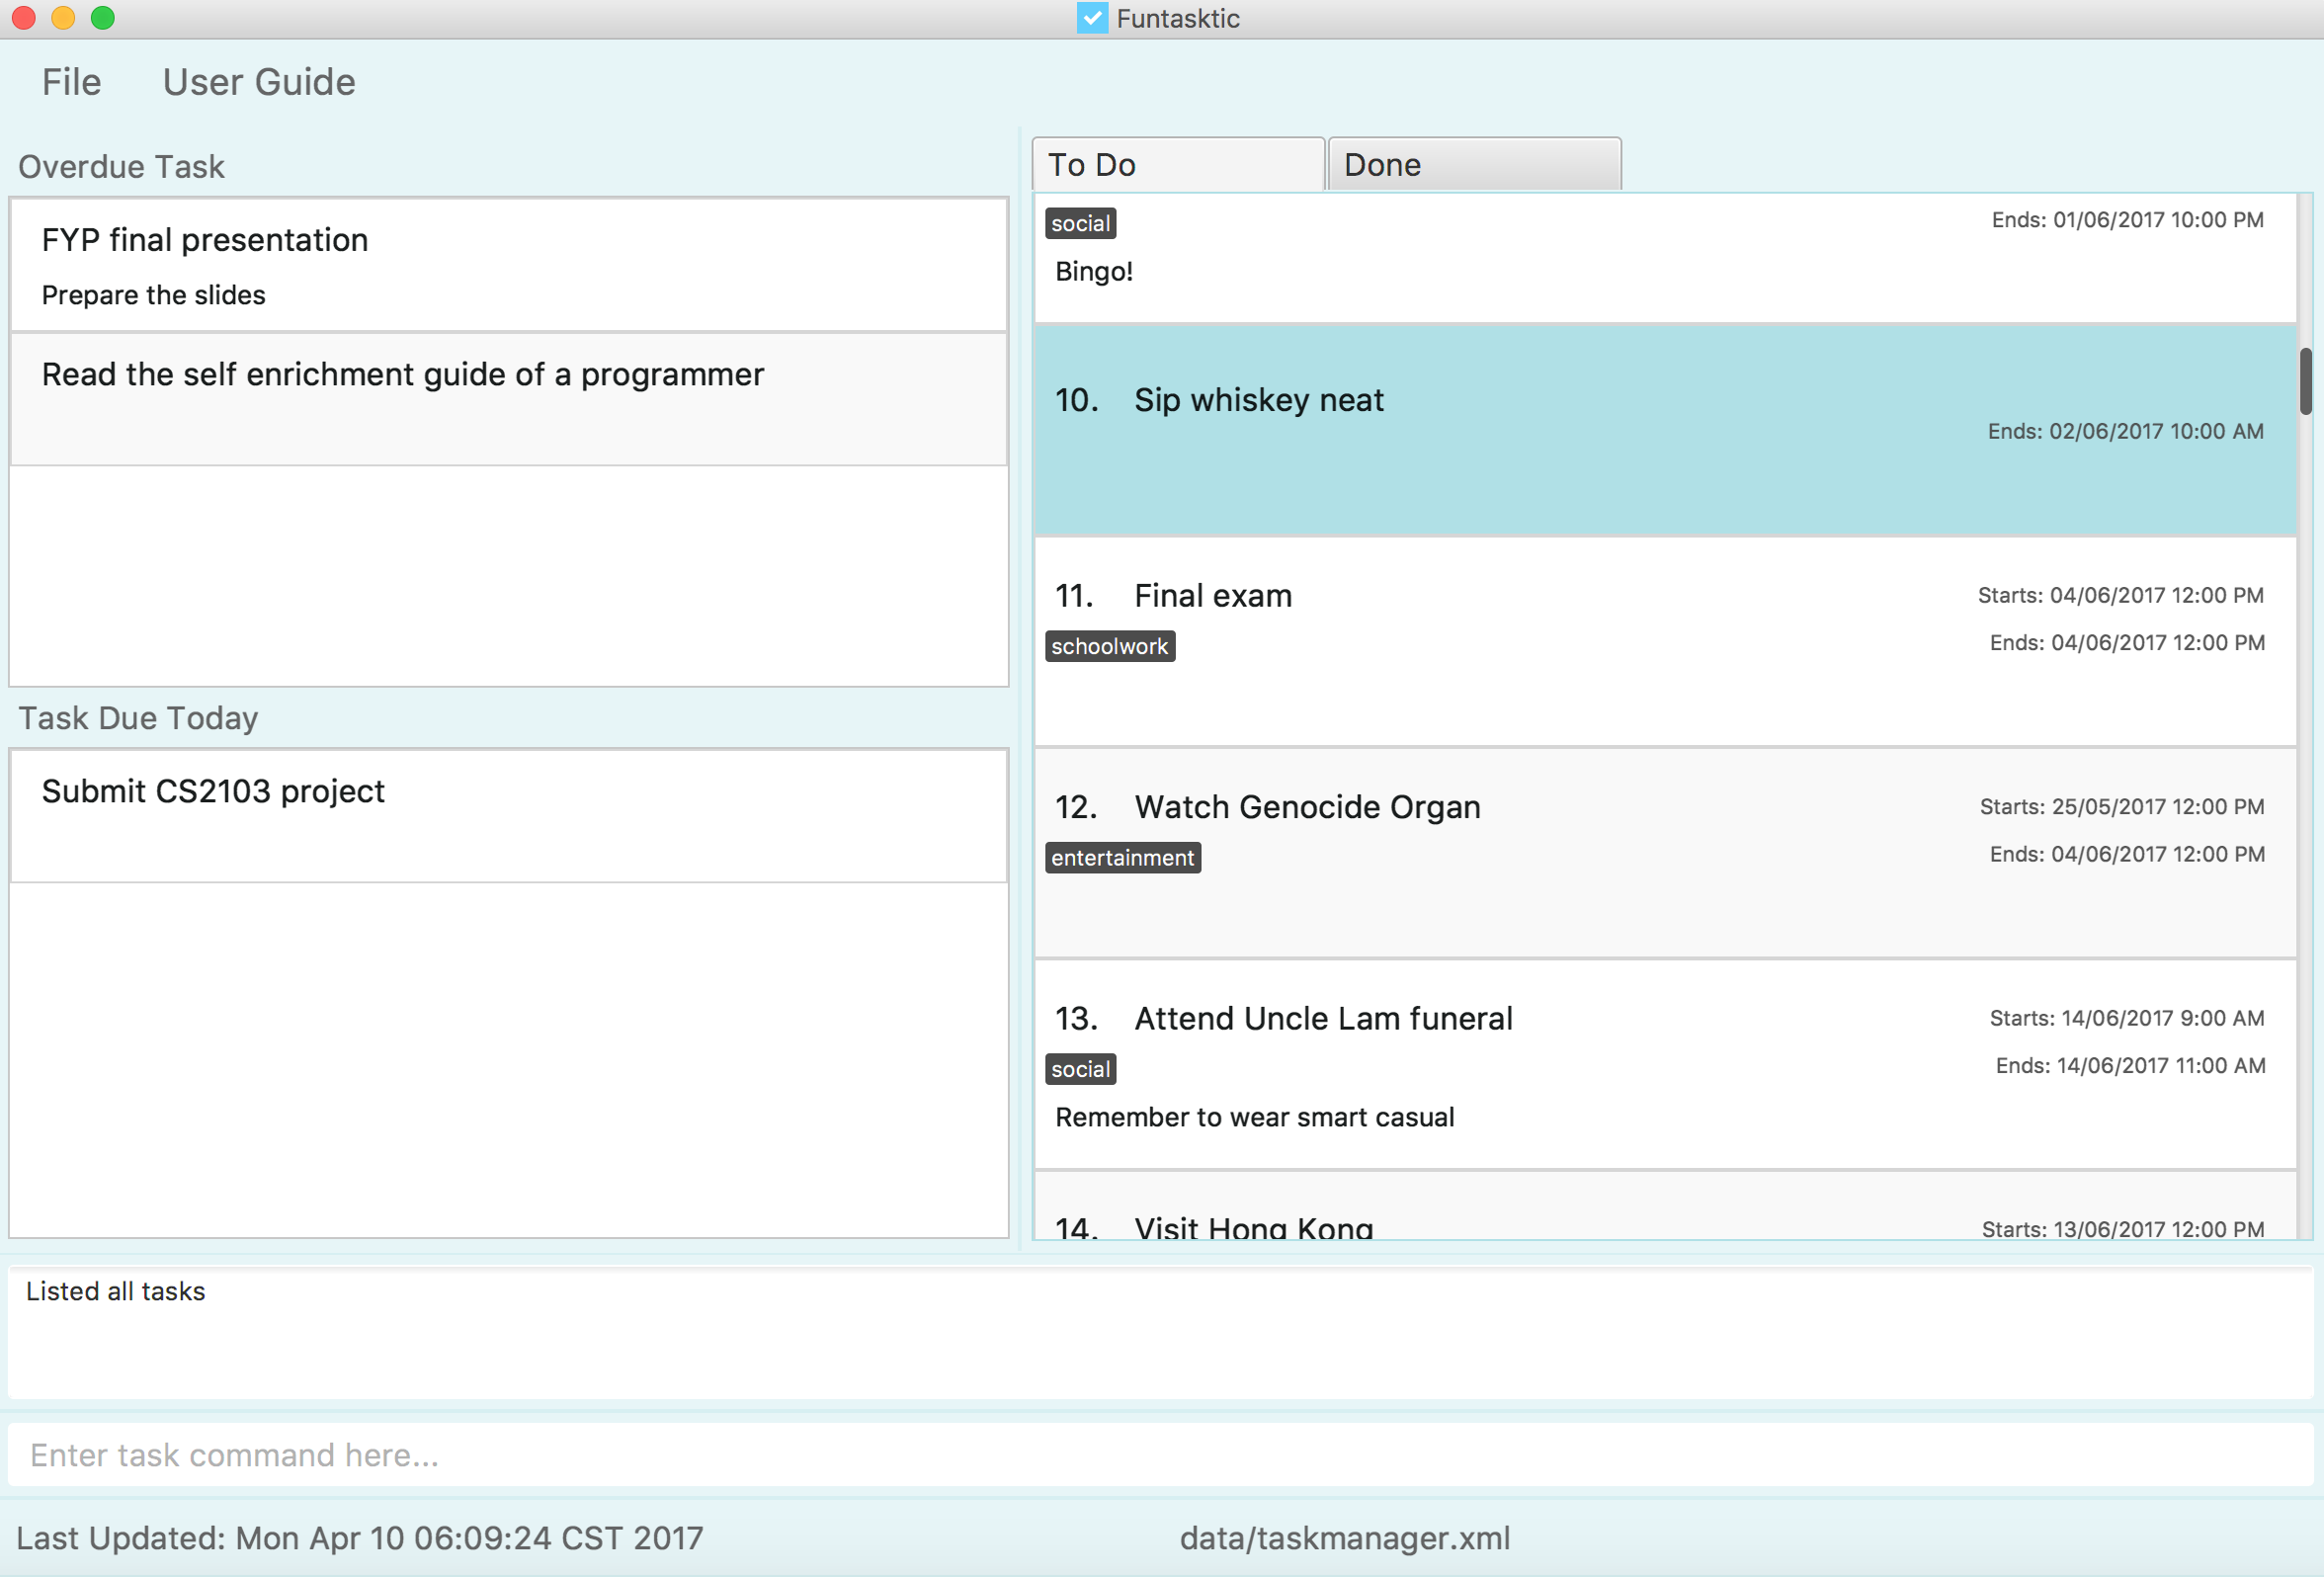 Funtasktic
File
User Guide
Overdue Task
FYP final presentation
Prepare the slides
Read the self enrichment guide of a programmer
Task Due Today
Submit CS2103 project
To Do
Done
social
Ends: 01/06/2017 10:00 PM
Bingo!
10. Sip whiskey neat
Ends: 02/06/2017 10:00 AM
11. Final exam
Starts: 04/06/2017 12:00 PM
schoolwork
Ends: 04/06/2017 12:00 PM
12. Watch Genocide Organ
Starts: 25/05/2017 12:00 PM
entertainment
Ends: 04/06/2017 12:00 PM
13. Attend Uncle Lam funeral
Starts: 14/06/2017 9:00 AM
social
Ends: 14/06/2017 11:00 AM
Remember to wear smart casual
14. Visit Hong Kong
Starts: 13/06/2017 12:00 PM
Listed all tasks
Enter task command here...
Last Updated: Mon Apr 10 06:09:24 CST 2017
data/taskmanager.xml